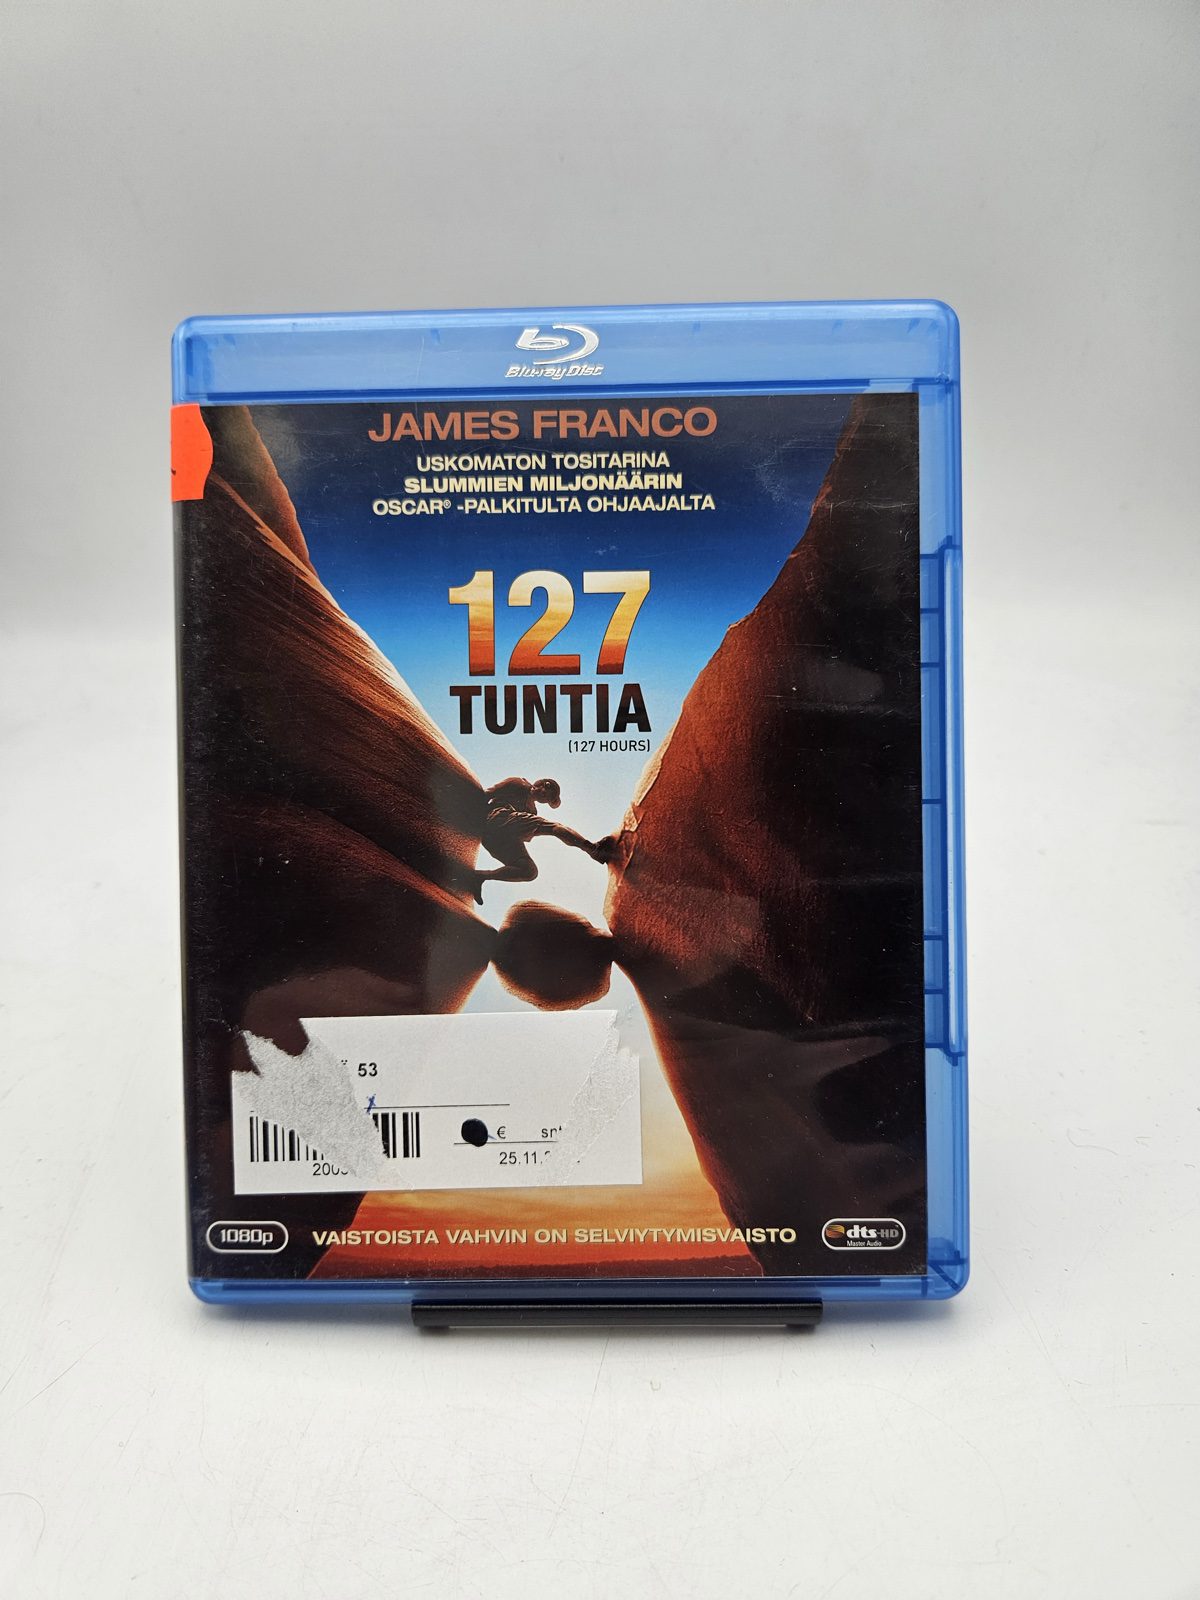 Blu-ray Disc
JAMES FRANCO
USKOMATON TOSITARINA
SLUMMIEN MILJONÄÄRIN
OSCAR® -PALKITULTA OHJAAJALTA
127
TUNTIA
(127 HOURS)
53
€
25.11.
1080p
VAISTOISTA VAHVIN ON SELVIYTYMISVAISTO
dts-HD
Master Audio